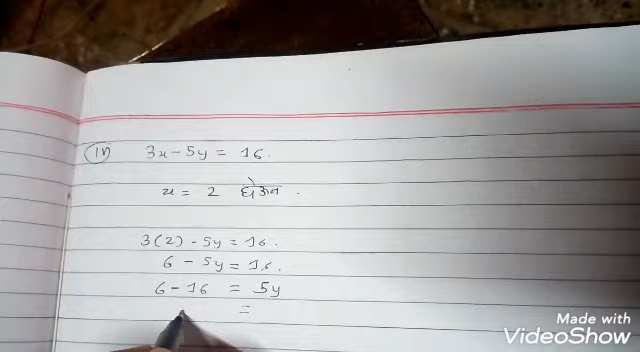 (iv) 3x - 5y = 16.
x = 2 घेऊन.
3(2) - 5y = 16.
6 - 5y = 16.
6 - 16 = 5y
=
Made with
VideoShow